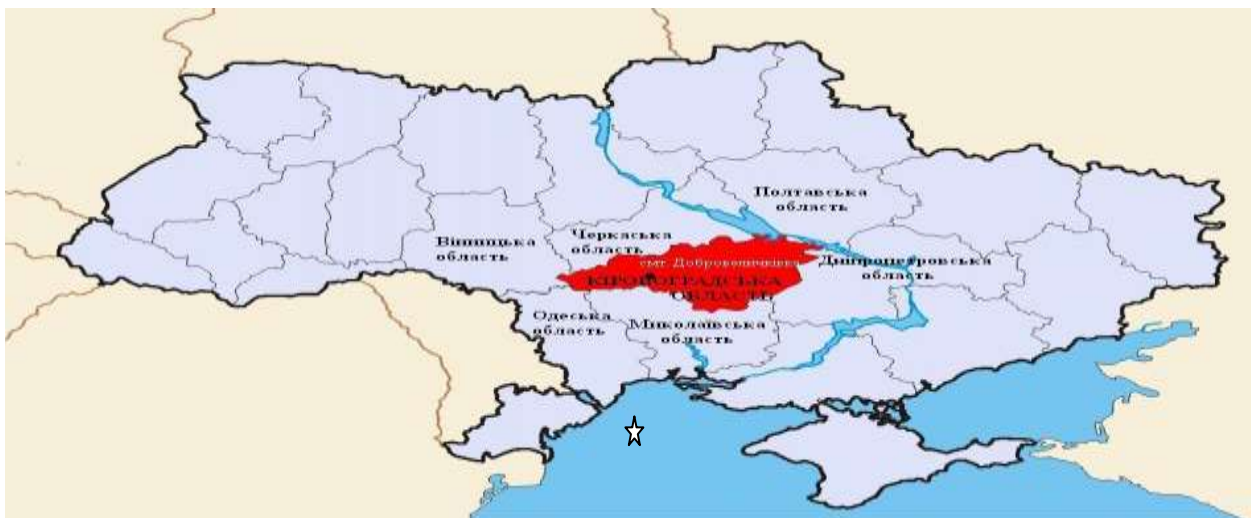 Полтавська
область
Черкаська
область
Вінницька
область
смт. Добровеличківка
Дніпропетровська
область
КІРОВОГРАДСЬКА
ОБЛАСТЬ
Одеська
область
Миколаївська
область